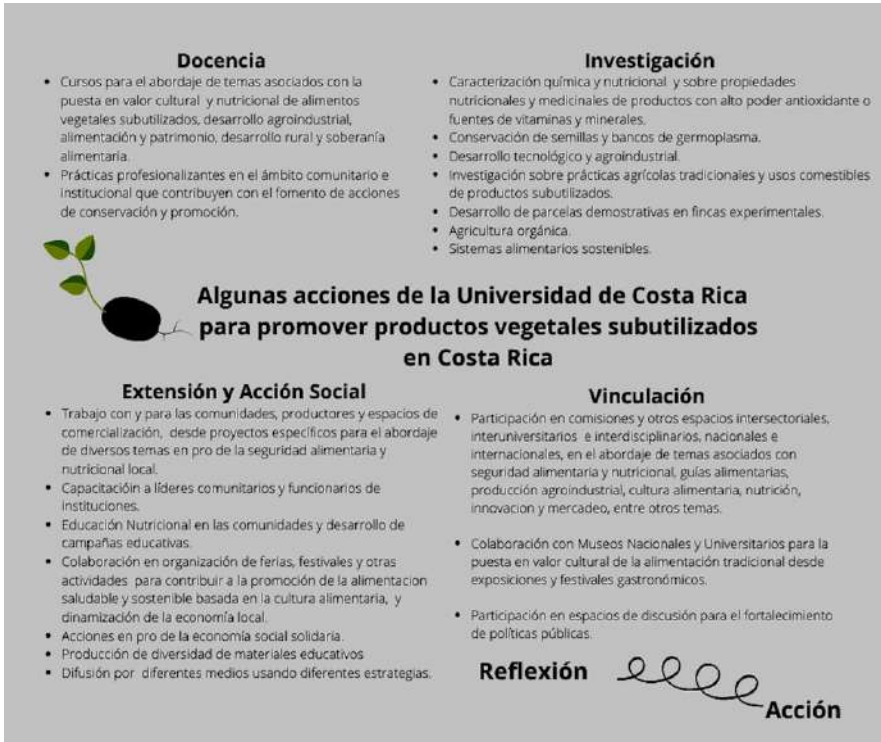 Docencia
• Cursos para el abordaje de temas asociados con la
puesta en valor cultural y nutricional de alimentos
vegetales subutilizados, desarrollo agroindustrial,
alimentación y patrimonio, desarrollo rural y soberanía
alimentaria.
• Prácticas profesionalizantes en el ámbito comunitario e
institucional que contribuyen con el fomento de acciones
de conservación y promoción.
Investigación
• Caracterización química y nutricional y sobre propiedades
nutricionales y medicinales de productos con alto poder antioxidante o
fuentes de vitaminas y minerales.
• Conservación de semillas y bancos de germoplasma.
• Desarrollo tecnológico y agroindustrial.
• Investigación sobre prácticas agrícolas tradicionales y usos comestibles
de productos subutilizados.
• Desarrollo de parcelas demostrativas en fincas experimentales.
• Agricultura orgánica.
• Sistemas alimentarios sostenibles.
Algunas acciones de la Universidad de Costa Rica
para promover productos vegetales subutilizados
en Costa Rica
Extensión y Acción Social
• Trabajo con y para las comunidades, productores y espacios de
comercialización, desde proyectos específicos para el abordaje
de diversos temas en pro de la seguridad alimentaria y
nutricional local.
• Capacitacióin a líderes comunitarios y funcionarios de
instituciones.
• Educación Nutricional en las comunidades y desarrollo de
campañas educativas.
• Colaboración en organización de ferias, festivales y otras
actividades para contribuir a la promoción de la alimentacion
saludable y sostenible basada en la cultura alimentaria, y
dinamización de la economía local.
• Acciones en pro de la economía social solidaria.
• Producción de diversidad de materiales educativos
• Difusión por diferentes medios usando diferentes estrategias.
Vinculación
• Participación en comisiones y otros espacios intersectoriales,
interuniversitarios e interdisciplinarios, nacionales e
internacionales, en el abordaje de temas asociados con
seguridad alimentaria y nutricional, guías alimentarias,
producción agroindustrial, cultura alimentaria, nutrición,
innovacion y mercadeo, entre otros temas.
• Colaboración con Museos Nacionales y Universitarios para la
puesta en valor cultural de la alimentación tradicional desde
exposiciones y festivales gastronómicos.
• Participación en espacios de discusión para el fortalecimiento
de políticas públicas.
Reflexión
Acción